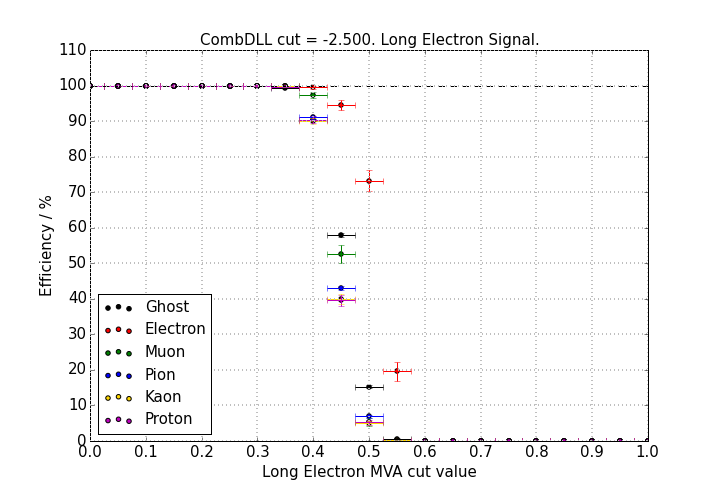 CombDLL cut = -2.500. Long Electron Signal.
110
100
90
80
70
60
50
40
30
20
10
0
Efficiency / %
Ghost
Electron
Muon
Pion
Kaon
Proton
0.0 0.1 0.2 0.3 0.4 0.5 0.6 0.7 0.8 0.9 1.0
Long Electron MVA cut value